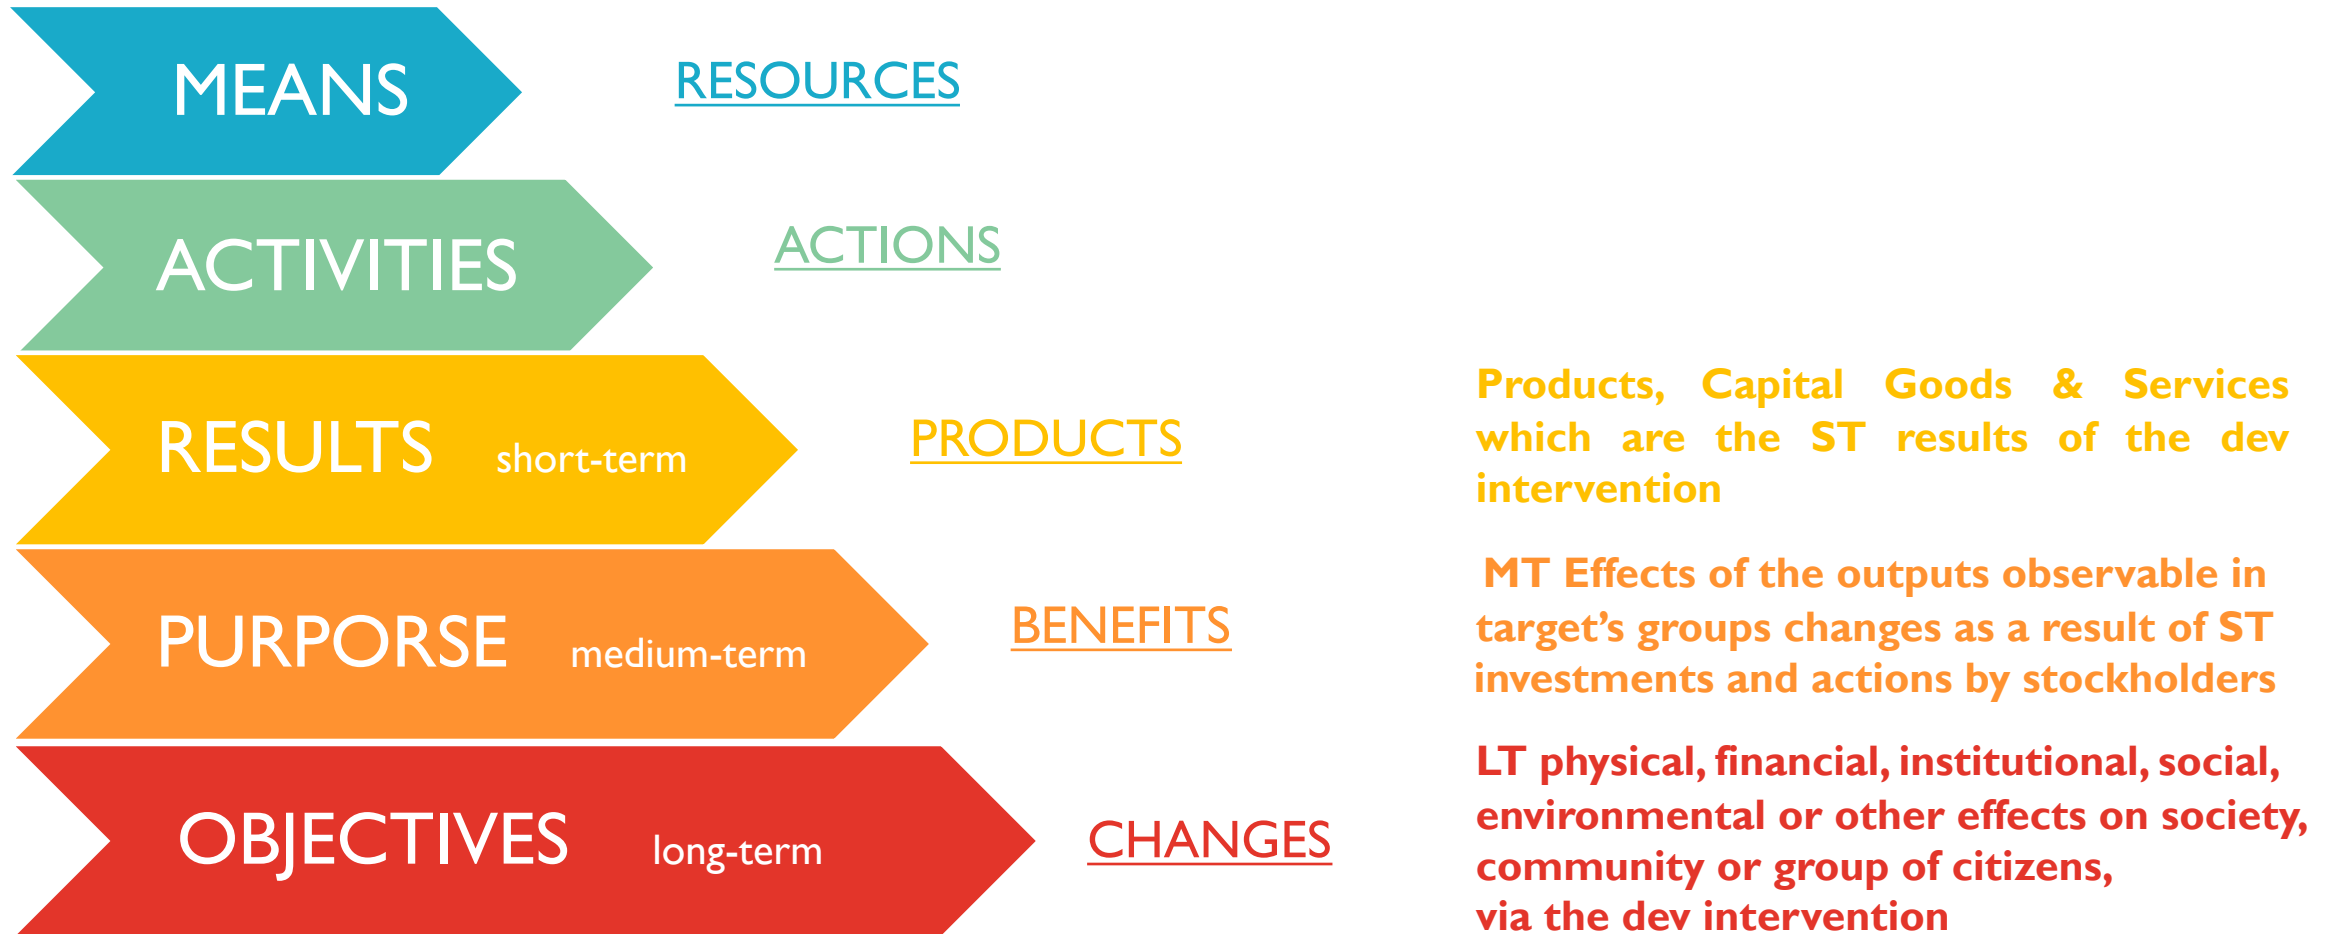 MEANS
RESOURCES
ACTIVITIES
ACTIONS
RESULTS short-term
PRODUCTS
Products, Capital Goods & Services
which are the ST results of the dev
intervention
PURPORSE medium-term
BENEFITS
MT Effects of the outputs observable in
target’s groups changes as a result of ST
investments and actions by stockholders
OBJECTIVES long-term
CHANGES
LT physical, financial, institutional, social,
environmental or other effects on society,
community or group of citizens,
via the dev intervention